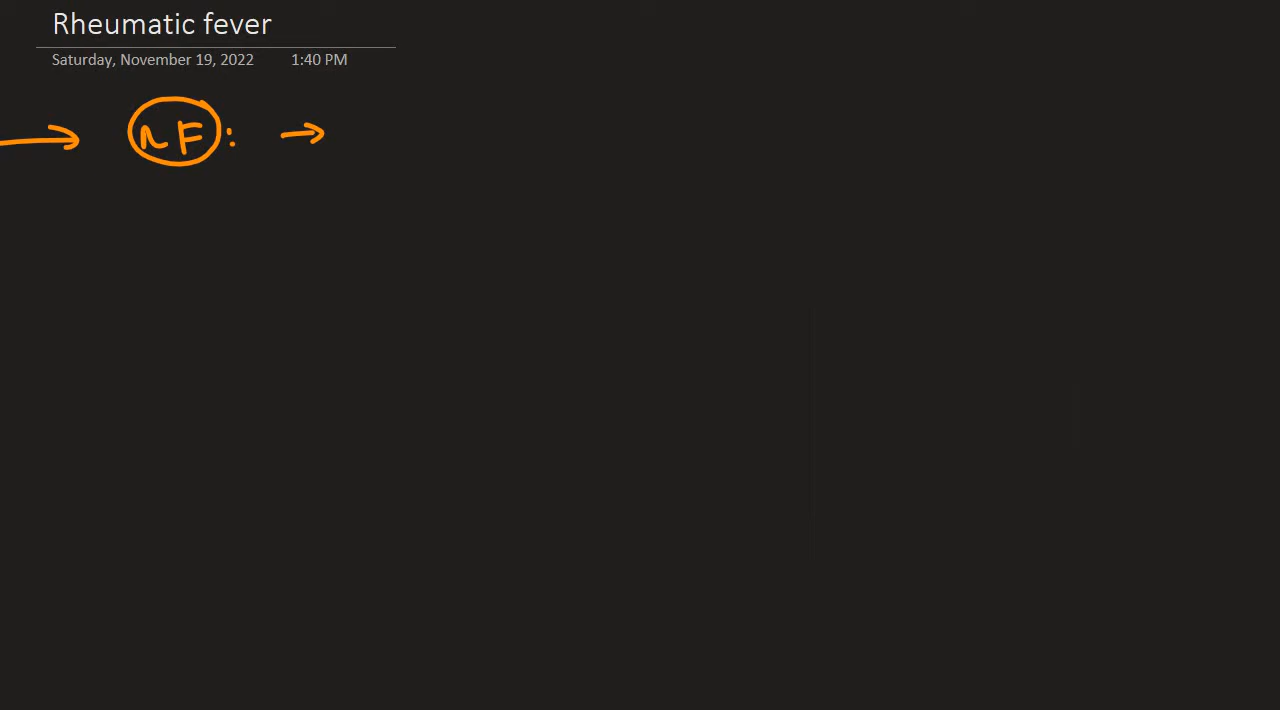 Rheumatic fever
Saturday, November 19, 2022 1:40 PM
→ RF: →